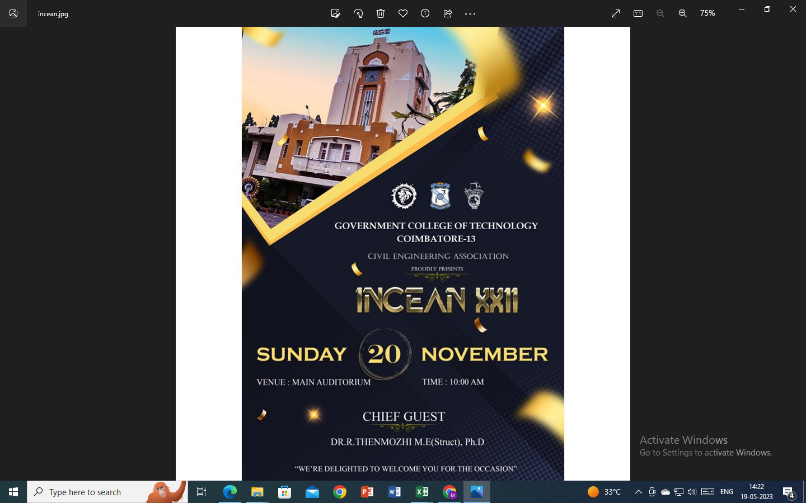 incean.jpg
75%
GOVERNMENT COLLEGE OF TECHNOLOGY
COIMBATORE-13
CIVIL ENGINEERING ASSOCIATION
PROUDLY PRESENTS
INCEAN XXII
SUNDAY 20 NOVEMBER
VENUE : MAIN AUDITORIUM TIME : 10:00 AM
CHIEF GUEST
DR.R.THENMOZHI M.E(Struct), Ph.D
“WE'RE DELIGHTED TO WELCOME YOU FOR THE OCCASION”
Activate Windows
Go to Settings to activate Windows.
Type here to search
33°C
ENG
14:22
19-05-2023
4